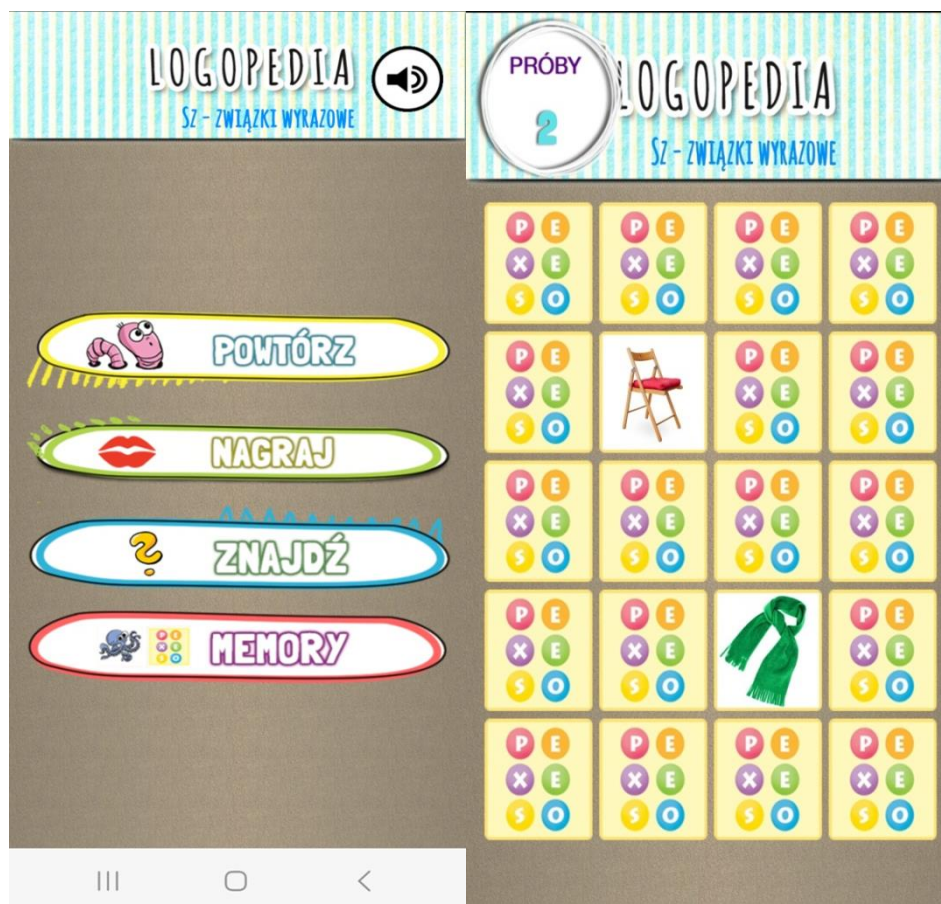 LOGOPEDIA
SZ - ZWIĄZKI WYRAZOWE
POWTÓRZ
NAGRAJ
?
ZNAJDŹ
P E
X E
S O
MEMORY
PRÓBY
2
LOGOPEDIA
SZ - ZWIĄZKI WYRAZOWE
P E P E P E P E
X E X E X E X E
S O S O S O S O
P E P E P E
X E X E X E
S O S O S O
P E P E P E P E
X E X E X E X E
S O S O S O S O
P E P E P E
X E X E X E
S O S O S O
P E P E P E P E
X E X E X E X E
S O S O S O S O